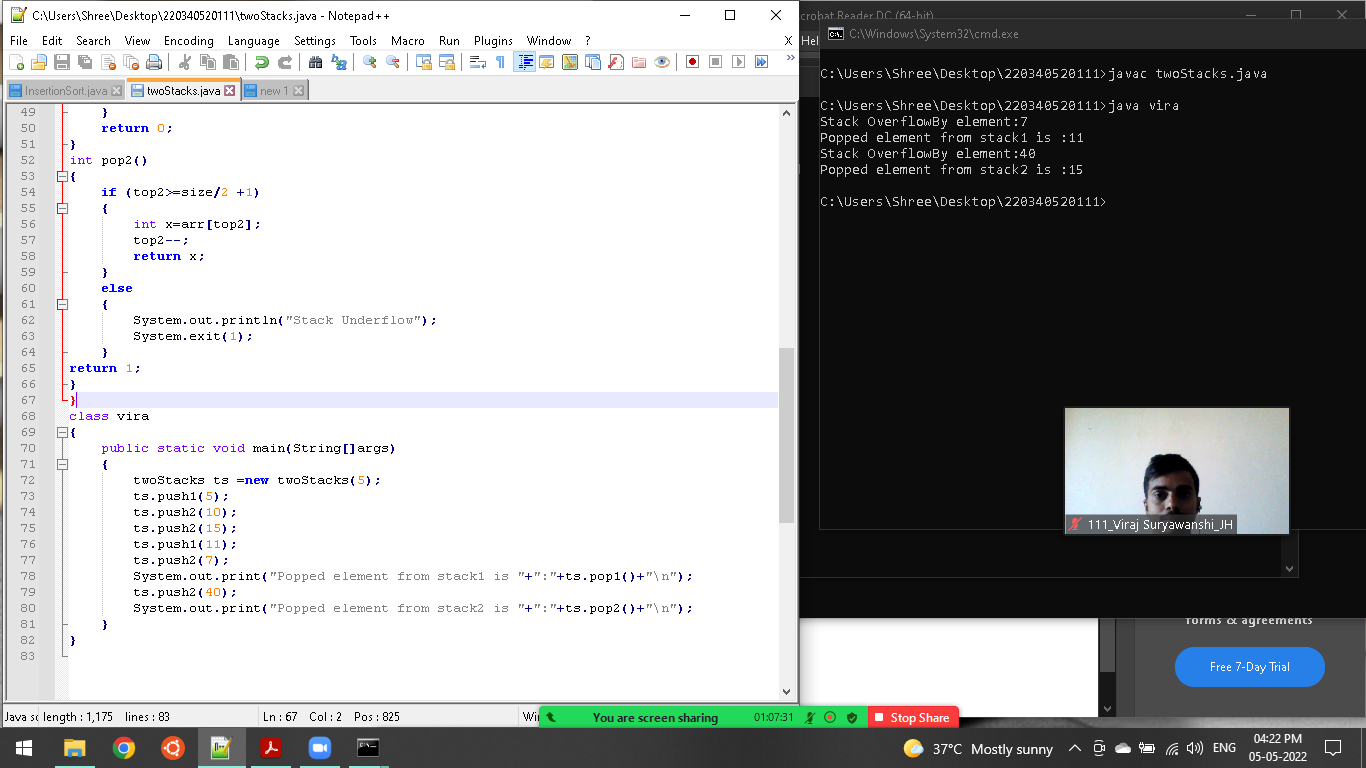 C:\Users\Shree\Desktop\220340520111\twoStacks.java - Notepad++
File Edit Search View Encoding Language Settings Tools Macro Run Plugins Window ? X
InsertionSort.java twoStacks.java new 1
49 }
50 return 0;
51 }
52 int pop2()
53 {
54 if (top2>=size/2 +1)
55 {
56 int x=arr[top2];
57 top2--;
58 return x;
59 }
60 else
61 {
62 System.out.println("Stack Underflow");
63 System.exit(1);
64 }
65 return 1;
66 }
67 }
68 class vira
69 {
70 public static void main(String[]args)
71 {
72 twoStacks ts =new twoStacks(5);
73 ts.push1(5);
74 ts.push2(10);
75 ts.push2(15);
76 ts.push1(11);
77 ts.push2(7);
78 System.out.print("Popped element from stack1 is "+":"+ts.pop1()+"\n");
79 ts.push2(40);
80 System.out.print("Popped element from stack2 is "+":"+ts.pop2()+"\n");
81 }
82 }
83
Java sc length : 1,175 lines : 83 Ln : 67 Col : 2 Pos : 825 Win
crobat Reader DC (64-bit)
Hel
C:\Windows\System32\cmd.exe
C:\Users\Shree\Desktop\220340520111>javac twoStacks.java
C:\Users\Shree\Desktop\220340520111>java vira
Stack OverflowBy element:7
Popped element from stack1 is :11
Stack OverflowBy element:40
Popped element from stack2 is :15
C:\Users\Shree\Desktop\220340520111>
111_Viraj Suryawanshi_JH
Terms & agreements
Free 7-Day Trial
You are screen sharing 01:07:31 Stop Share
37°C Mostly sunny ENG 04:22 PM
05-05-2022